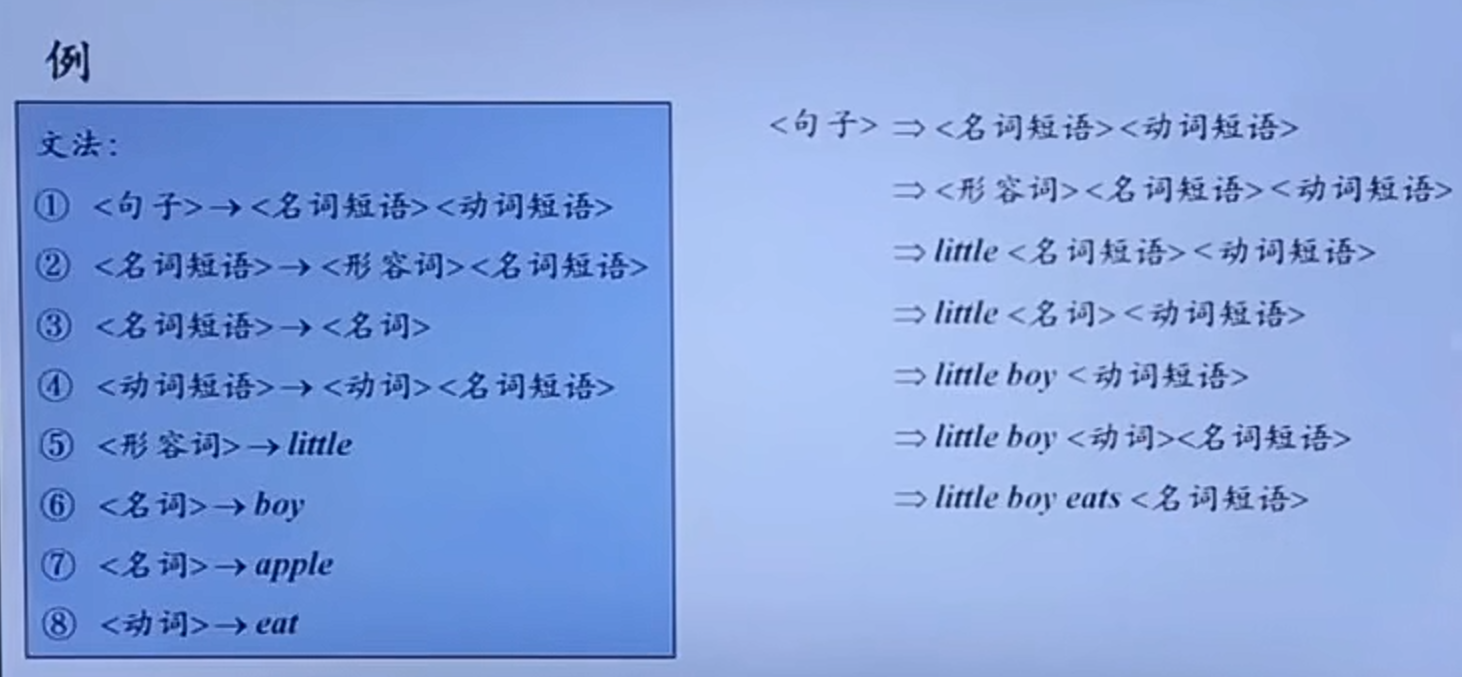 例
文法：
① <句子>→<名词短语><动词短语>
② <名词短语>→<形容词><名词短语>
③ <名词短语>→<名词>
④ <动词短语>→<动词><名词短语>
⑤ <形容词>→little
⑥ <名词>→boy
⑦ <名词>→apple
⑧ <动词>→eat
<句子> ⇒ <名词短语><动词短语>
⇒ <形容词><名词短语><动词短语>
⇒ little <名词短语><动词短语>
⇒ little <名词><动词短语>
⇒ little boy <动词短语>
⇒ little boy <动词><名词短语>
⇒ little boy eats <名词短语>